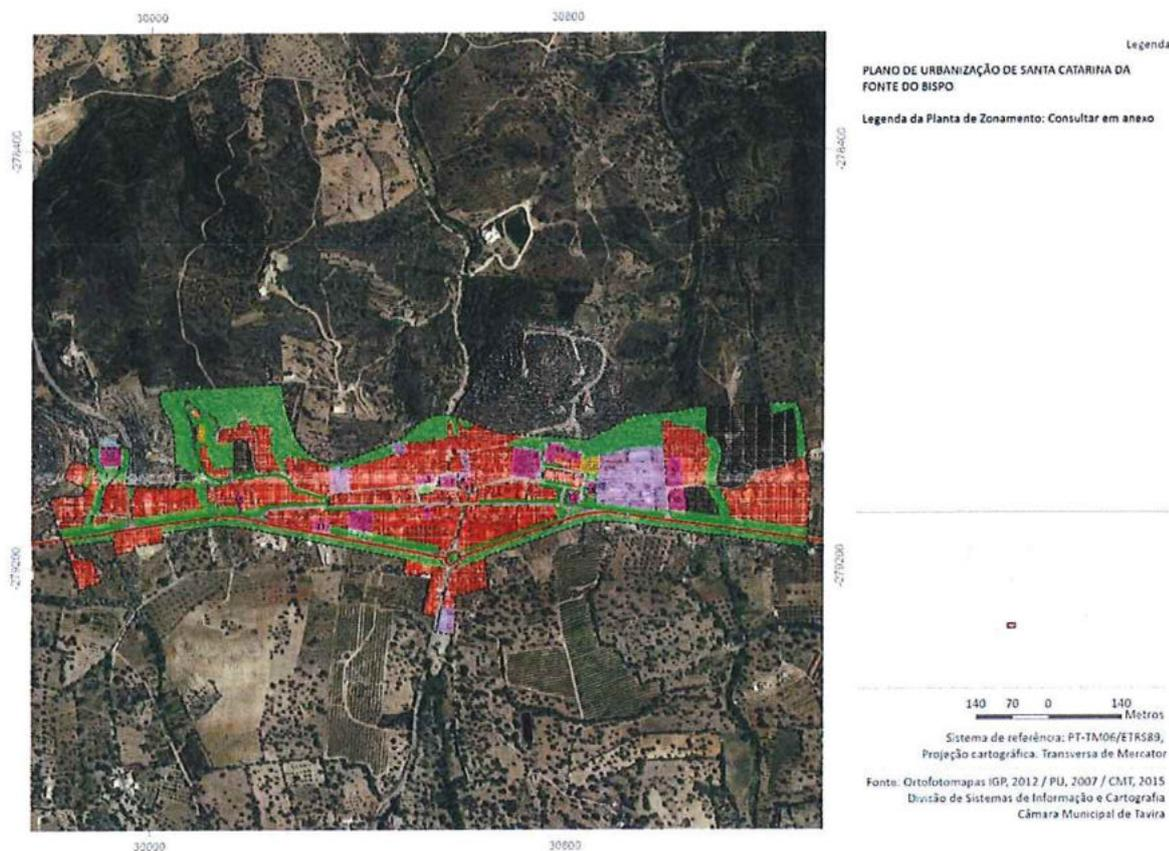 30000
30800
Legenda
PLANO DE URBANIZAÇÃO DE SANTA CATARINA DA
FONTE DO BISPO
Legenda da Planta de Zonamento: Consultar em anexo
-278400
-278400
-279200
-279200
140 70 0 140
Metros
Sistema de referência: PT-TM06/ETRS89,
Projeção cartográfica. Transversa de Mercator
Fonte: Ortofotomapas IGP, 2012 / PU, 2007 / CMT, 2015
Divisão de Sistemas de Informação e Cartografia
Câmara Municipal de Tavira
30000
30800